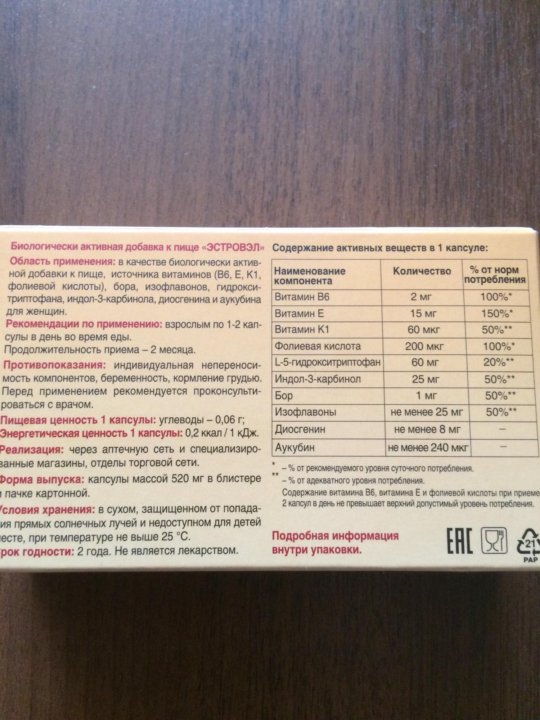 Биологически активная добавка к пище «ЭСТРОВЭЛ»
Область применения: в качестве биологически актив-
ной добавки к пище, источника витаминов (В6, Е, К1,
фолиевой кислоты), бора, изофлавонов, гидрокси-
триптофана, индол-3-карбинола, диосгенина и аукубина
для женщин.
Рекомендации по применению: взрослым по 1-2 кап-
сулы в день во время еды.
Продолжительность приема – 2 месяца.
Противопоказания: индивидуальная непереноси-
мость компонентов, беременность, кормление грудью.
Перед применением рекомендуется проконсульти-
роваться с врачом.
Пищевая ценность 1 капсулы: углеводы – 0,06 г;
Энергетическая ценность 1 капсулы: 0,2 ккал / 1 кДж.
Реализация: через аптечную сеть и специализиро-
ванные магазины, отделы торговой сети.
Форма выпуска: капсулы массой 520 мг в блистере
пачке картонной.
Условия хранения: в сухом, защищенном от попада-
ия прямых солнечных лучей и недоступном для детей
есте, при температуре не выше 25 °С.
рок годности: 2 года. Не является лекарством.
Содержание активных веществ в 1 капсуле:
Наименование компонента Количество % от норм потребления
Витамин В6 2 мг 100%*
Витамин Е 15 мг 150%*
Витамин К1 60 мкг 50%**
Фолиевая кислота 200 мкг 100%*
L-5-гидрокситриптофан 60 мг 20%**
Индол-3-карбинол 25 мг 50%**
Бор 1 мг 50%**
Изофлавоны не менее 25 мг 50%**
Диосгенин не менее 8 мг –
Аукубин не менее 240 мкг –
* – % от рекомендуемого уровня суточного потребления.
** – % от адекватного уровня потребления.
Содержание витамина В6, витамина Е и фолиевой кислоты при приеме
2 капсул в день не превышает верхний допустимый уровень потребления.
Подробная информация
внутри упаковки.
EAC
21
PAP